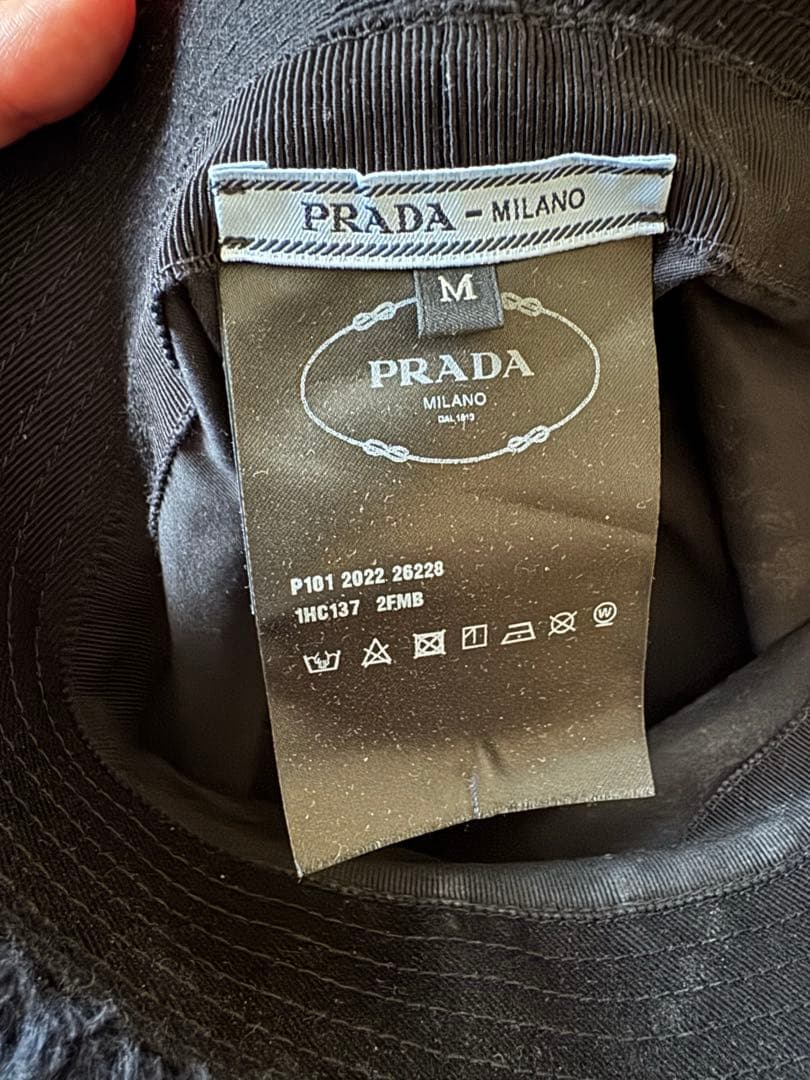 PRADA - MILANO
M
PRADA
MILANO
DAL 1913
P101 2022 26228
1HC137 2FMB
W